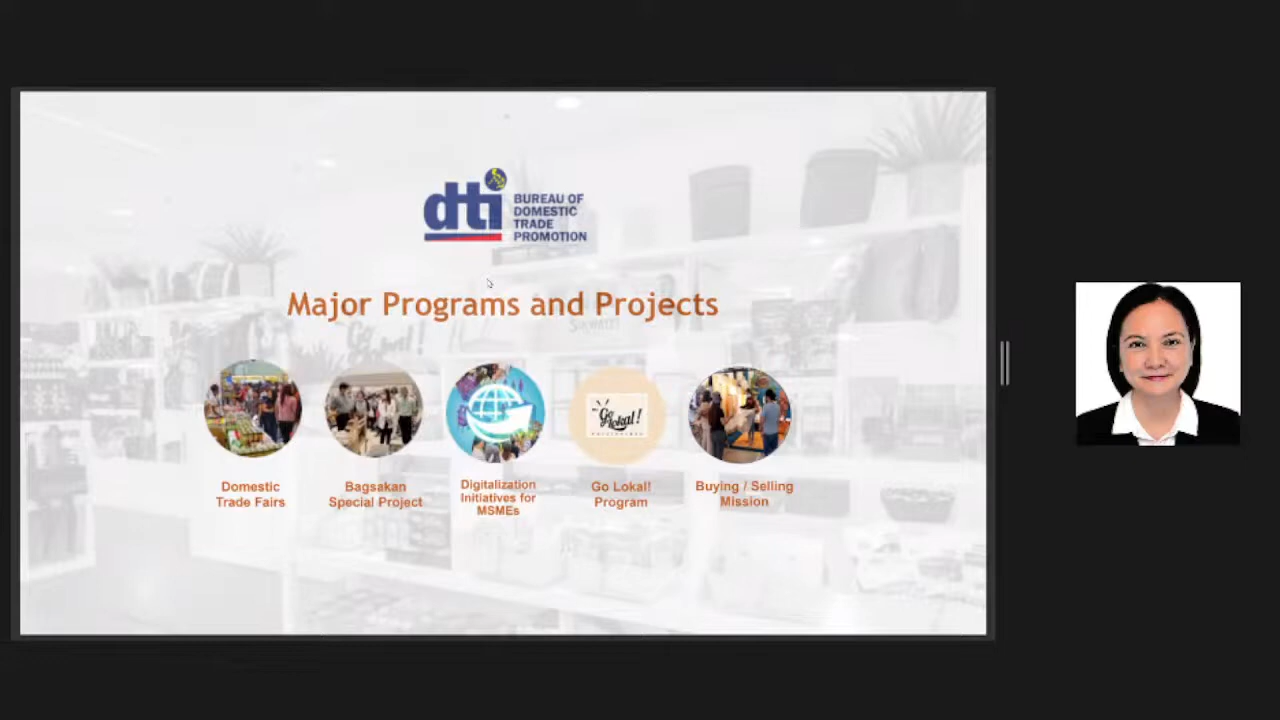 dti
BUREAU OF
DOMESTIC
TRADE
PROMOTION
Major Programs and Projects
Go
lokal!
Domestic
Trade Fairs
Bagsakan
Special Project
Digitalization
Initiatives for
MSMEs
Go Lokal!
Program
Buying / Selling
Mission